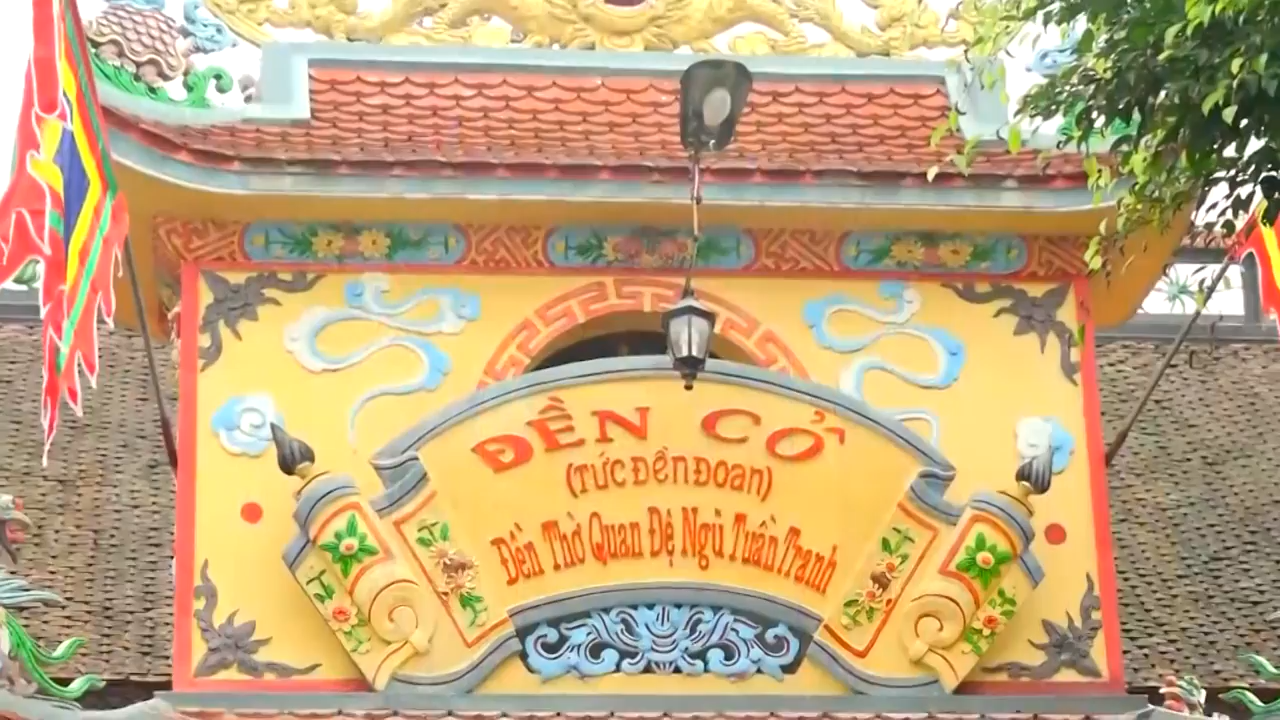 ĐỀN CỔ
(TỨC ĐỀN ĐOAN)
Đền Thờ Quan Đệ Ngũ Tuần Tranh